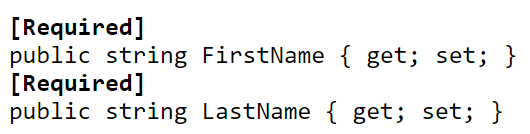 [Required]
public string FirstName { get; set; }
[Required]
public string LastName { get; set; }